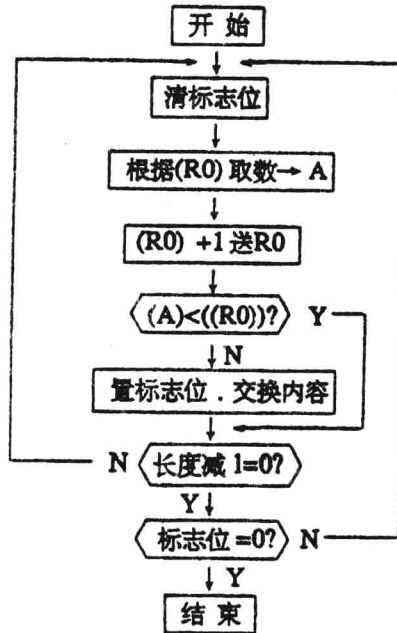 开 始
清标志位
根据(R0) 取数→ A
(R0) +1 送R0
(A)<((R0))? Y
N
置标志位 . 交换内容
N 长度减 1=0?
Y
标志位 =0? N
Y
结 束